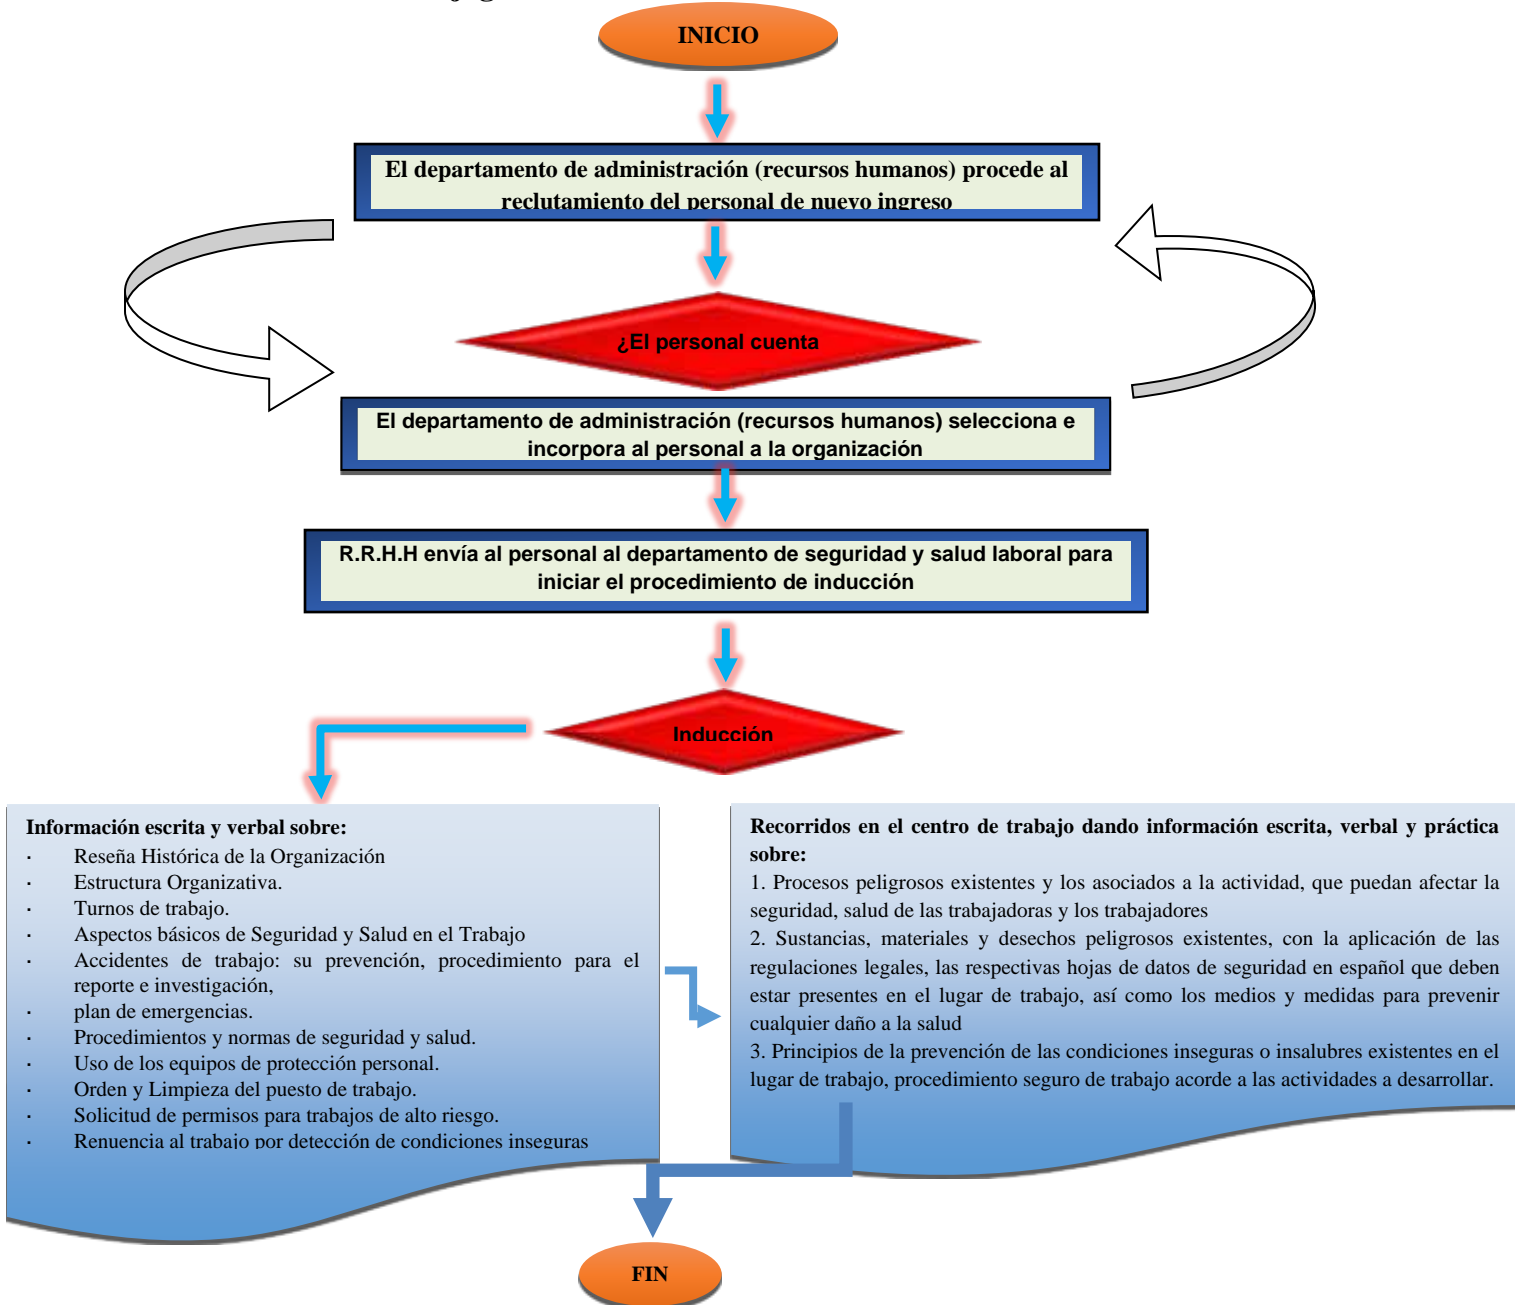 INICIO
El departamento de administración (recursos humanos) procede al
reclutamiento del personal de nuevo ingreso
¿El personal cuenta
El departamento de administración (recursos humanos) selecciona e
incorpora al personal a la organización
R.R.H.H envía al personal al departamento de seguridad y salud laboral para
iniciar el procedimiento de inducción
Inducción
Información escrita y verbal sobre:
· Reseña Histórica de la Organización
· Estructura Organizativa.
· Turnos de trabajo.
· Aspectos básicos de Seguridad y Salud en el Trabajo
· Accidentes de trabajo: su prevención, procedimiento para el
reporte e investigación,
· plan de emergencias.
· Procedimientos y normas de seguridad y salud.
· Uso de los equipos de protección personal.
· Orden y Limpieza del puesto de trabajo.
· Solicitud de permisos para trabajos de alto riesgo.
· Renuencia al trabajo por detección de condiciones inseguras
Recorridos en el centro de trabajo dando información escrita, verbal y práctica
sobre:
1. Procesos peligrosos existentes y los asociados a la actividad, que puedan afectar la
seguridad, salud de las trabajadoras y los trabajadores
2. Sustancias, materiales y desechos peligrosos existentes, con la aplicación de las
regulaciones legales, las respectivas hojas de datos de seguridad en español que deben
estar presentes en el lugar de trabajo, así como los medios y medidas para prevenir
cualquier daño a la salud
3. Principios de la prevención de las condiciones inseguras o insalubres existentes en el
lugar de trabajo, procedimiento seguro de trabajo acorde a las actividades a desarrollar.
FIN